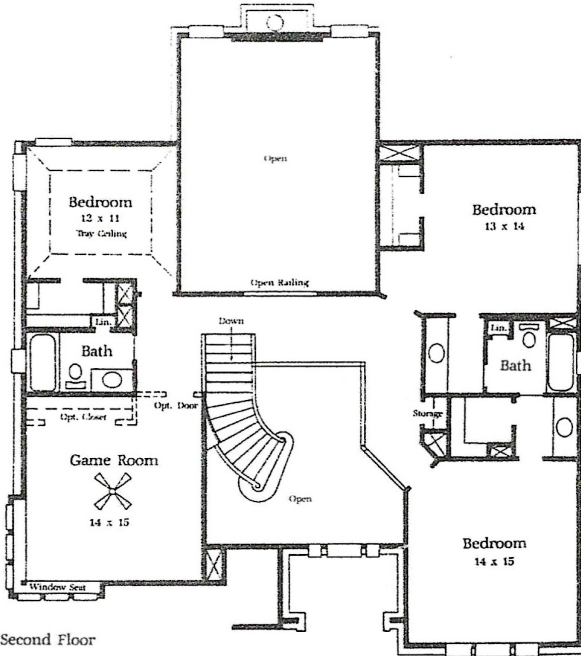 Open
Bedroom
12 x 11
Tray Ceiling
Bedroom
13 x 14
Open Railing
Lin.
Down
Lin.
Bath
Bath
Opt. Door
Opt. Closet
Storage
Game Room
14 x 15
Open
Bedroom
14 x 15
Window Seat
Second Floor